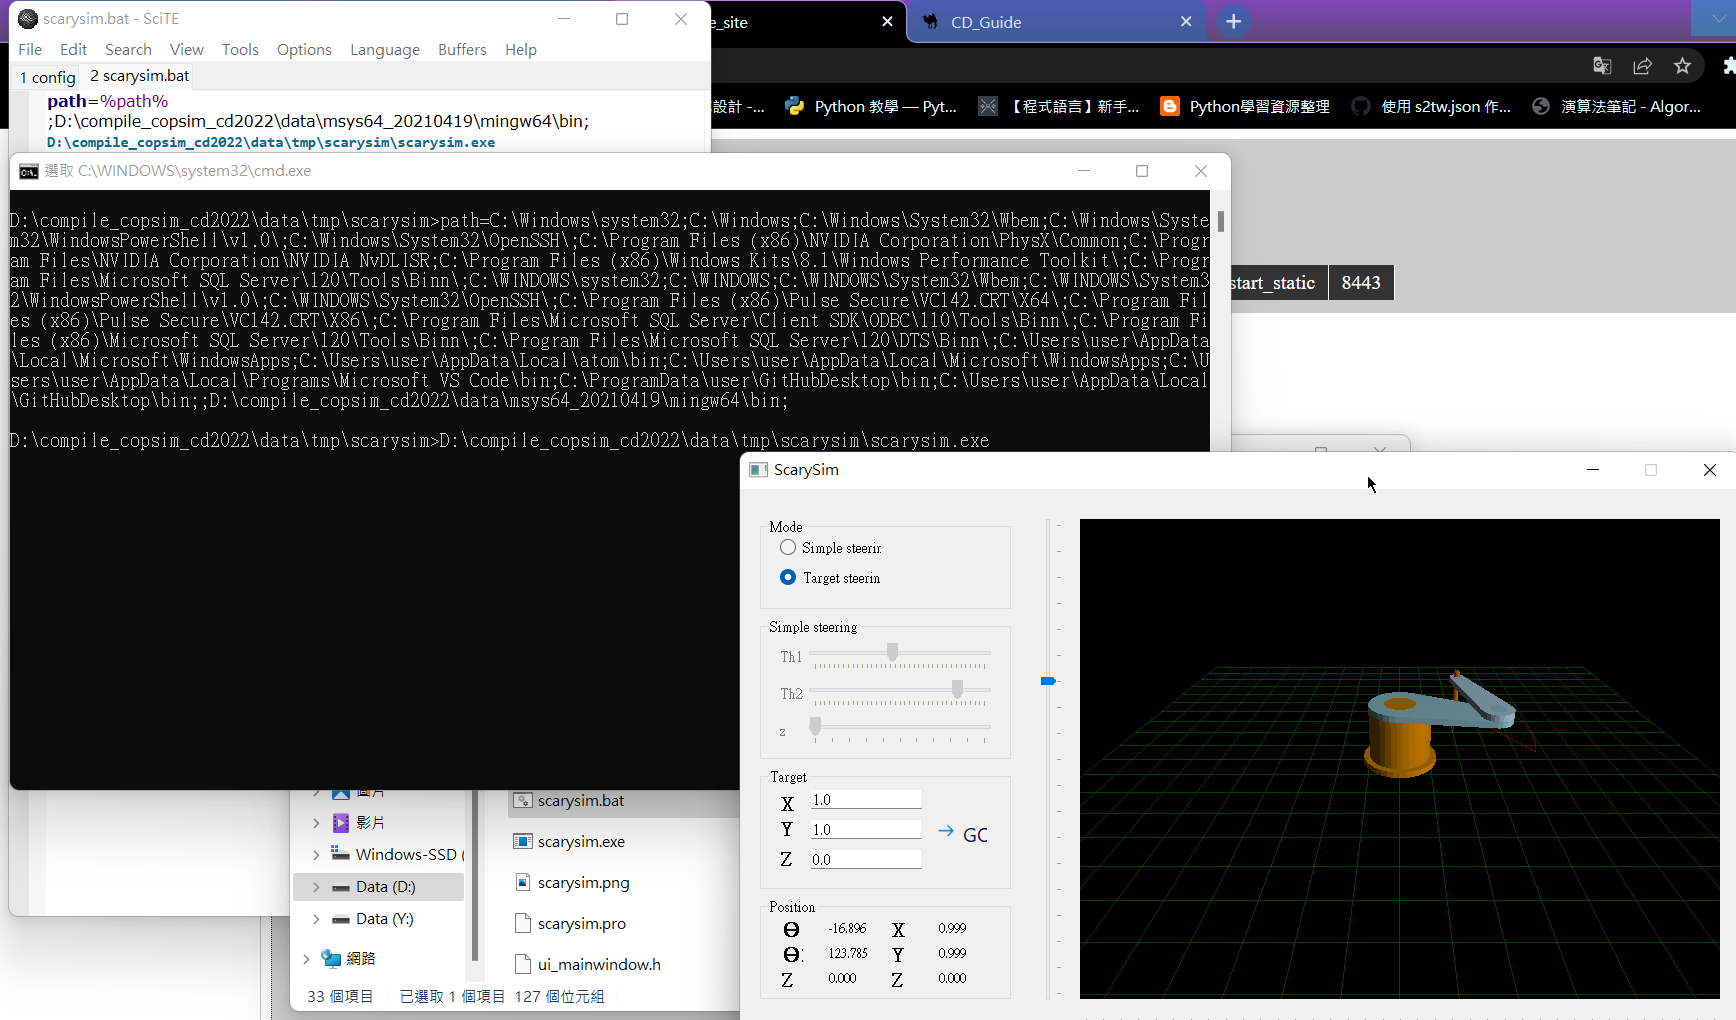 scarysim.bat - SciTE
File Edit Search View Tools Options Language Buffers Help
1 config 2 scarysim.bat
path=%path%
;D:\compile_copsim_cd2022\data\msys64_20210419\mingw64\bin;
D:\compile_copsim_cd2022\data\tmp\scarysim\scarysim.exe
e_site
CD_Guide
設計 -...
Python 教學 — Pyt...
【程式語言】新手...
Python學習資源整理
使用 s2tw.json 作...
演算法筆記 - Algor...
start_static 8443
選取 C:\WINDOWS\system32\cmd.exe
D:\compile_copsim_cd2022\data\tmp\scarysim>path=C:\Windows\system32;C:\Windows;C:\Windows\System32\Wbem;C:\Windows\Syste
m32\WindowsPowerShell\v1.0\;C:\Windows\System32\OpenSSH\;C:\Program Files (x86)\NVIDIA Corporation\PhysX\Common;C:\Progr
am Files\NVIDIA Corporation\NVIDIA NvDLISR;C:\Program Files (x86)\Windows Kits\8.1\Windows Performance Toolkit\;C:\Progr
am Files\Microsoft SQL Server\120\Tools\Binn\;C:\WINDOWS\system32;C:\WINDOWS;C:\WINDOWS\System32\Wbem;C:\WINDOWS\System3
2\WindowsPowerShell\v1.0\;C:\WINDOWS\System32\OpenSSH\;C:\Program Files (x86)\Pulse Secure\VC142.CRT\X64\;C:\Program Fil
es (x86)\Pulse Secure\VC142.CRT\X86\;C:\Program Files\Microsoft SQL Server\Client SDK\ODBC\110\Tools\Binn\;C:\Program Fi
les (x86)\Microsoft SQL Server\120\Tools\Binn\;C:\Program Files\Microsoft SQL Server\120\DTS\Binn\;C:\Users\user\AppData
\Local\Microsoft\WindowsApps;C:\Users\user\AppData\Local\atom\bin;C:\Users\user\AppData\Local\Microsoft\WindowsApps;C:\U
sers\user\AppData\Local\Programs\Microsoft VS Code\bin;C:\ProgramData\user\GitHubDesktop\bin;C:\Users\user\AppData\Local
\GitHubDesktop\bin;;D:\compile_copsim_cd2022\data\msys64_20210419\mingw64\bin;
D:\compile_copsim_cd2022\data\tmp\scarysim>D:\compile_copsim_cd2022\data\tmp\scarysim\scarysim.exe
ScarySim
Mode
Simple steerin
Target steerin
Simple steering
Th1
Th2
z
Target
X 1.0
Y 1.0
Z 0.0
GC
Position
Θ -16.896 X 0.999
Θ: 123.785 Y 0.999
Z 0.000 Z 0.000
圖片
影片
Windows-SSD (
Data (D:)
Data (Y:)
網路
scarysim.bat
scarysim.exe
scarysim.png
scarysim.pro
ui_mainwindow.h
33 個項目 已選取 1 個項目 127 個位元組